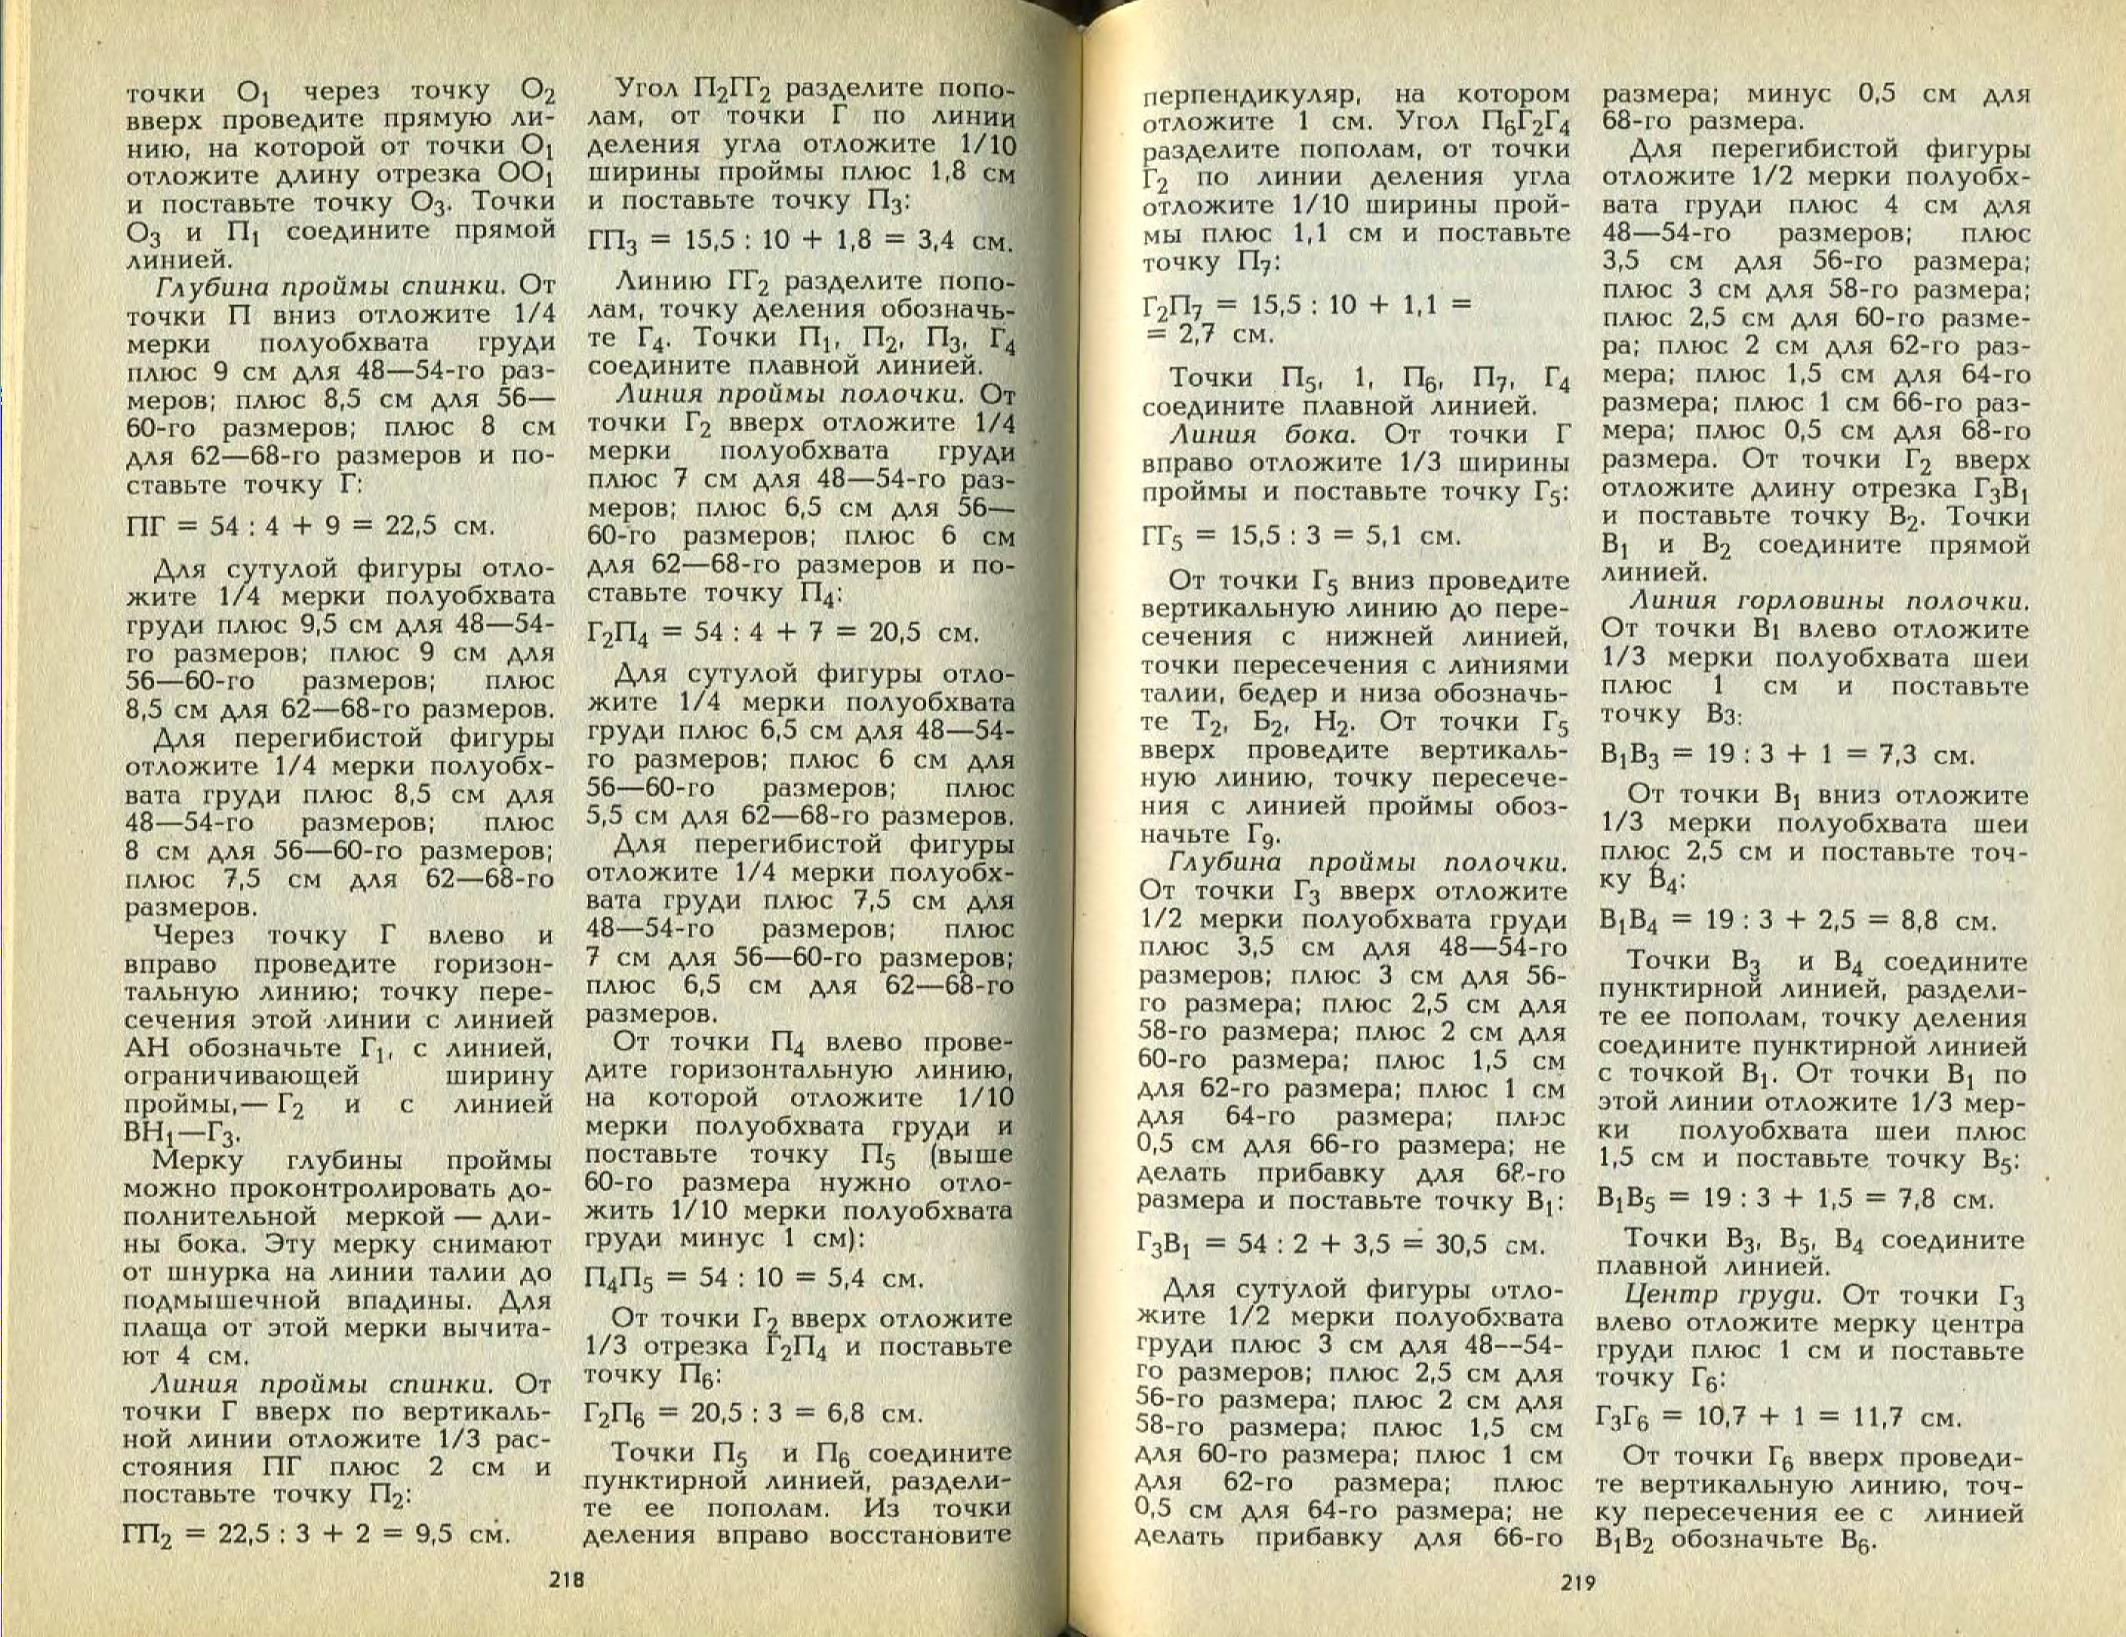 точки О₁ через точку О₂
вверх проведите прямую ли-
нию, на которой от точки О₁
отложите длину отрезка ОО₁
и поставьте точку О₃. Точки
О₃ и П₁ соедините прямой
линией.
Глубина проймы спинки. От
точки П вниз отложите 1/4
мерки полуобхвата груди
плюс 9 см для 48—54-го раз-
меров; плюс 8,5 см для 56—
60-го размеров; плюс 8 см
для 62—68-го размеров и по-
ставьте точку Г:
ПГ = 54 : 4 + 9 = 22,5 см.
Для сутулой фигуры отло-
жите 1/4 мерки полуобхвата
груди плюс 9,5 см для 48—54-
го размеров; плюс 9 см для
56—60-го размеров; плюс
8,5 см для 62—68-го размеров.
Для перегибистой фигуры
отложите 1/4 мерки полуобх-
вата груди плюс 8,5 см для
48—54-го размеров; плюс
8 см для 56—60-го размеров;
плюс 7,5 см для 62—68-го
размеров.
Через точку Г влево и
вправо проведите горизон-
тальную линию; точку пере-
сечения этой линии с линией
АН обозначьте Г₁, с линией,
ограничивающей ширину
проймы,— Г₂ и с линией
ВН₁—Г₃.
Мерку глубины проймы
можно проконтролировать до-
полнительной меркой — дли-
ны бока. Эту мерку снимают
от шнурка на линии талии до
подмышечной впадины. Для
плаща от этой мерки вычита-
ют 4 см.
Линия проймы спинки. От
точки Г вверх по вертикаль-
ной линии отложите 1/3 рас-
стояния ПГ плюс 2 см и
поставьте точку П₂:
ГП₂ = 22,5 : 3 + 2 = 9,5 см.
Угол П₂ГГ₂ разделите попо-
лам, от точки Г по линии
деления угла отложите 1/10
ширины проймы плюс 1,8 см
и поставьте точку П₃:
ГП₃ = 15,5 : 10 + 1,8 = 3,4 см.
Линию ГГ₂ разделите попо-
лам, точку деления обозначь-
те Г₄. Точки П₁, П₂, П₃, Г₄
соедините плавной линией.
Линия проймы полочки. От
точки Г₂ вверх отложите 1/4
мерки полуобхвата груди
плюс 7 см для 48—54-го раз-
меров; плюс 6,5 см для 56—
60-го размеров; плюс 6 см
для 62—68-го размеров и по-
ставьте точку П₄:
Г₂П₄ = 54 : 4 + 7 = 20,5 см.
Для сутулой фигуры отло-
жите 1/4 мерки полуобхвата
груди плюс 6,5 см для 48—54-
го размеров; плюс 6 см для
56—60-го размеров; плюс
5,5 см для 62—68-го размеров.
Для перегибистой фигуры
отложите 1/4 мерки полуобх-
вата груди плюс 7,5 см для
48—54-го размеров; плюс
7 см для 56—60-го размеров;
плюс 6,5 см для 62—68-го
размеров.
От точки П₄ влево прове-
дите горизонтальную линию,
на которой отложите 1/10
мерки полуобхвата груди и
поставьте точку П₅ (выше
60-го размера нужно отло-
жить 1/10 мерки полуобхвата
груди минус 1 см):
П₄П₅ = 54 : 10 = 5,4 см.
От точки Г₂ вверх отложите
1/3 отрезка Г₂П₄ и поставьте
точку П₆:
Г₂П₆ = 20,5 : 3 = 6,8 см.
Точки П₅ и П₆ соедините
пунктирной линией, раздели-
те ее пополам. Из точки
деления вправо восстановите
218
перпендикуляр, на котором
отложите 1 см. Угол П₆Г₂Г₄
разделите пополам, от точки
Г₂ по линии деления угла
отложите 1/10 ширины прой-
мы плюс 1,1 см и поставьте
точку П₇:
Г₂П₇ = 15,5 : 10 + 1,1 =
= 2,7 см.
Точки П₅, 1, П₆, П₇, Г₄
соедините плавной линией.
Линия бока. От точки Г
вправо отложите 1/3 ширины
проймы и поставьте точку Г₅:
ГГ₅ = 15,5 : 3 = 5,1 см.
От точки Г₅ вниз проведите
вертикальную линию до пере-
сечения с нижней линией,
точки пересечения с линиями
талии, бедер и низа обозначь-
те Т₂, Б₂, Н₂. От точки Г₅
вверх проведите вертикаль-
ную линию, точку пересече-
ния с линией проймы обоз-
начьте Г₉.
Глубина проймы полочки.
От точки Г₃ вверх отложите
1/2 мерки полуобхвата груди
плюс 3,5 см для 48—54-го
размеров; плюс 3 см для 56-
го размера; плюс 2,5 см для
58-го размера; плюс 2 см для
60-го размера; плюс 1,5 см
для 62-го размера; плюс 1 см
для 64-го размера; плюс
0,5 см для 66-го размера; не
делать прибавку для 68-го
размера и поставьте точку В₁:
Г₃В₁ = 54 : 2 + 3,5 = 30,5 см.
Для сутулой фигуры отло-
жите 1/2 мерки полуобхвата
груди плюс 3 см для 48—54-
го размеров; плюс 2,5 см для
56-го размера; плюс 2 см для
58-го размера; плюс 1,5 см
для 60-го размера; плюс 1 см
для 62-го размера; плюс
0,5 см для 64-го размера; не
делать прибавку для 66-го
размера; минус 0,5 см для
68-го размера.
Для перегибистой фигуры
отложите 1/2 мерки полуобх-
вата груди плюс 4 см для
48—54-го размеров; плюс
3,5 см для 56-го размера;
плюс 3 см для 58-го размера;
плюс 2,5 см для 60-го разме-
ра; плюс 2 см для 62-го раз-
мера; плюс 1,5 см для 64-го
размера; плюс 1 см 66-го раз-
мера; плюс 0,5 см для 68-го
размера. От точки Г₂ вверх
отложите длину отрезка Г₃В₁
и поставьте точку В₂. Точки
В₁ и В₂ соедините прямой
линией.
Линия горловины полочки.
От точки В₁ влево отложите
1/3 мерки полуобхвата шеи
плюс 1 см и поставьте
точку В₃:
В₁В₃ = 19 : 3 + 1 = 7,3 см.
От точки В₁ вниз отложите
1/3 мерки полуобхвата шеи
плюс 2,5 см и поставьте точ-
ку В₄:
В₁В₄ = 19 : 3 + 2,5 = 8,8 см.
Точки В₃ и В₄ соедините
пунктирной линией, раздели-
те ее пополам, точку деления
соедините пунктирной линией
с точкой В₁. От точки В₁ по
этой линии отложите 1/3 мер-
ки полуобхвата шеи плюс
1,5 см и поставьте точку В₅:
В₁В₅ = 19 : 3 + 1,5 = 7,8 см.
Точки В₃, В₅, В₄ соедините
плавной линией.
Центр груди. От точки Г₃
влево отложите мерку центра
груди плюс 1 см и поставьте
точку Г₆:
Г₃Г₆ = 10,7 + 1 = 11,7 см.
От точки Г₆ вверх проведи-
те вертикальную линию, точ-
ку пересечения ее с линией
В₁В₂ обозначьте В₆.
219